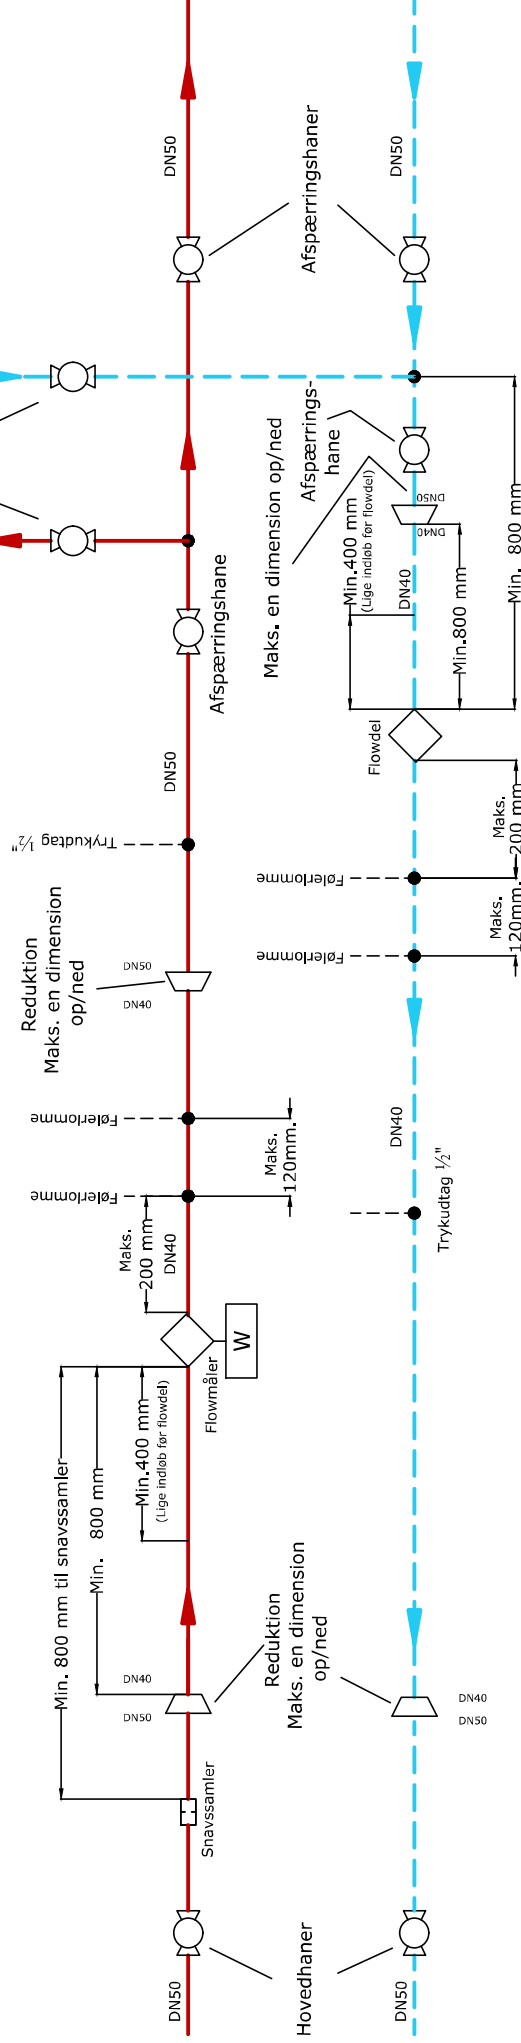 DN50
Afspærringshaner
DN50
Afspærrings-
hane
Maks. en dimension op/ned
DN50
DN40
Min.400 mm
(Lige indløb før flowdel)
DN40
Min.800 mm
Min. 800 mm
Afspærringshane
DN50
Flowdel
Trykudtag ½"
Maks.
200 mm
Følerlomme
Maks.
120mm.
Følerlomme
Reduktion
Maks. en dimension
op/ned
DN50
DN40
Følerlomme
Maks.
120mm.
Følerlomme
DN40
Trykudtag ½"
Maks.
200 mm
DN40
W
Flowmåler
Min.400 mm
(Lige indløb før flowdel)
Min. 800 mm
Min. 800 mm til snavssamler
DN40
DN50
Reduktion
Maks. en dimension
op/ned
DN40
DN50
Snavssamler
Hovedhaner
DN50
DN50